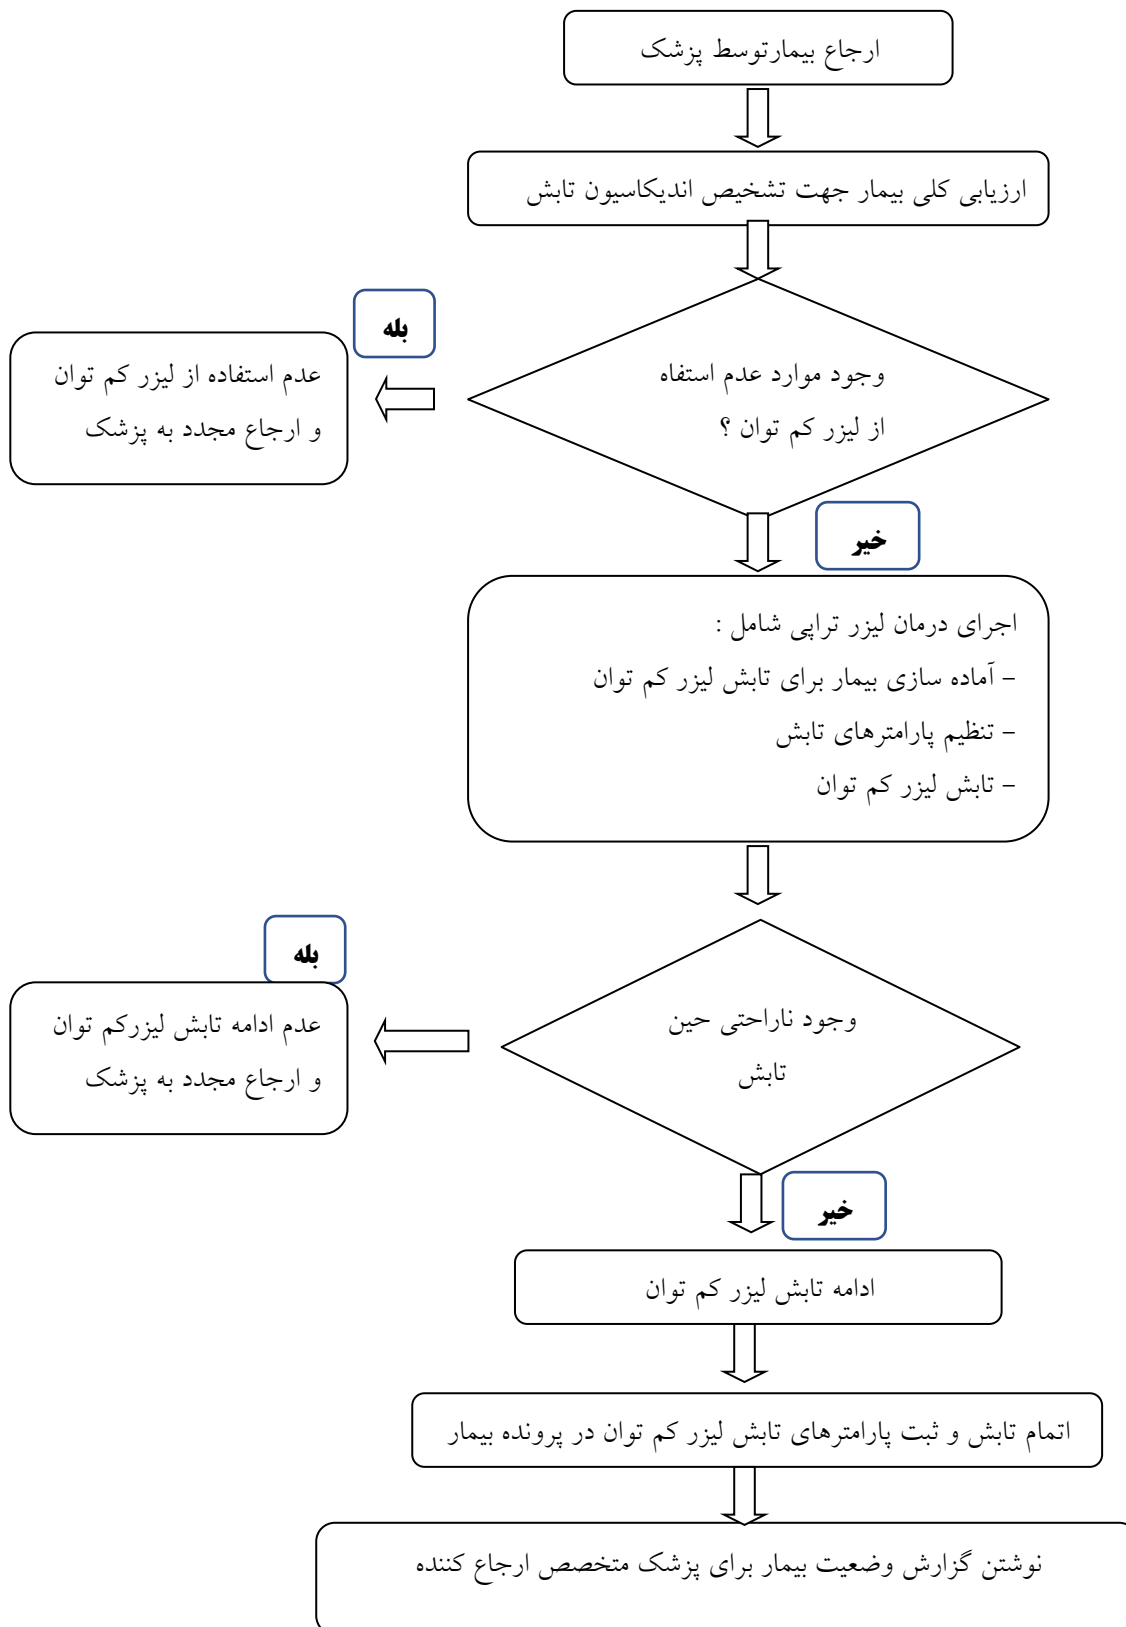 ارجاع بیمارتوسط پزشک
ارزیابی کلی بیمار جهت تشخیص اندیکاسیون تابش
وجود موارد عدم استفاه
از لیزر کم توان ؟
بله
عدم استفاده از لیزر کم توان
و ارجاع مجدد به پزشک
خیر
اجرای درمان لیزر تراپی شامل :
– آماده سازی بیمار برای تابش لیزر کم توان
– تنظیم پارامترهای تابش
– تابش لیزر کم توان
وجود ناراحتی حین
تابش
بله
عدم ادامه تابش لیزرکم توان
و ارجاع مجدد به پزشک
خیر
ادامه تابش لیزر کم توان
اتمام تابش و ثبت پارامترهای تابش لیزر کم توان در پرونده بیمار
نوشتن گزارش وضعیت بیمار برای پزشک متخصص ارجاع کننده